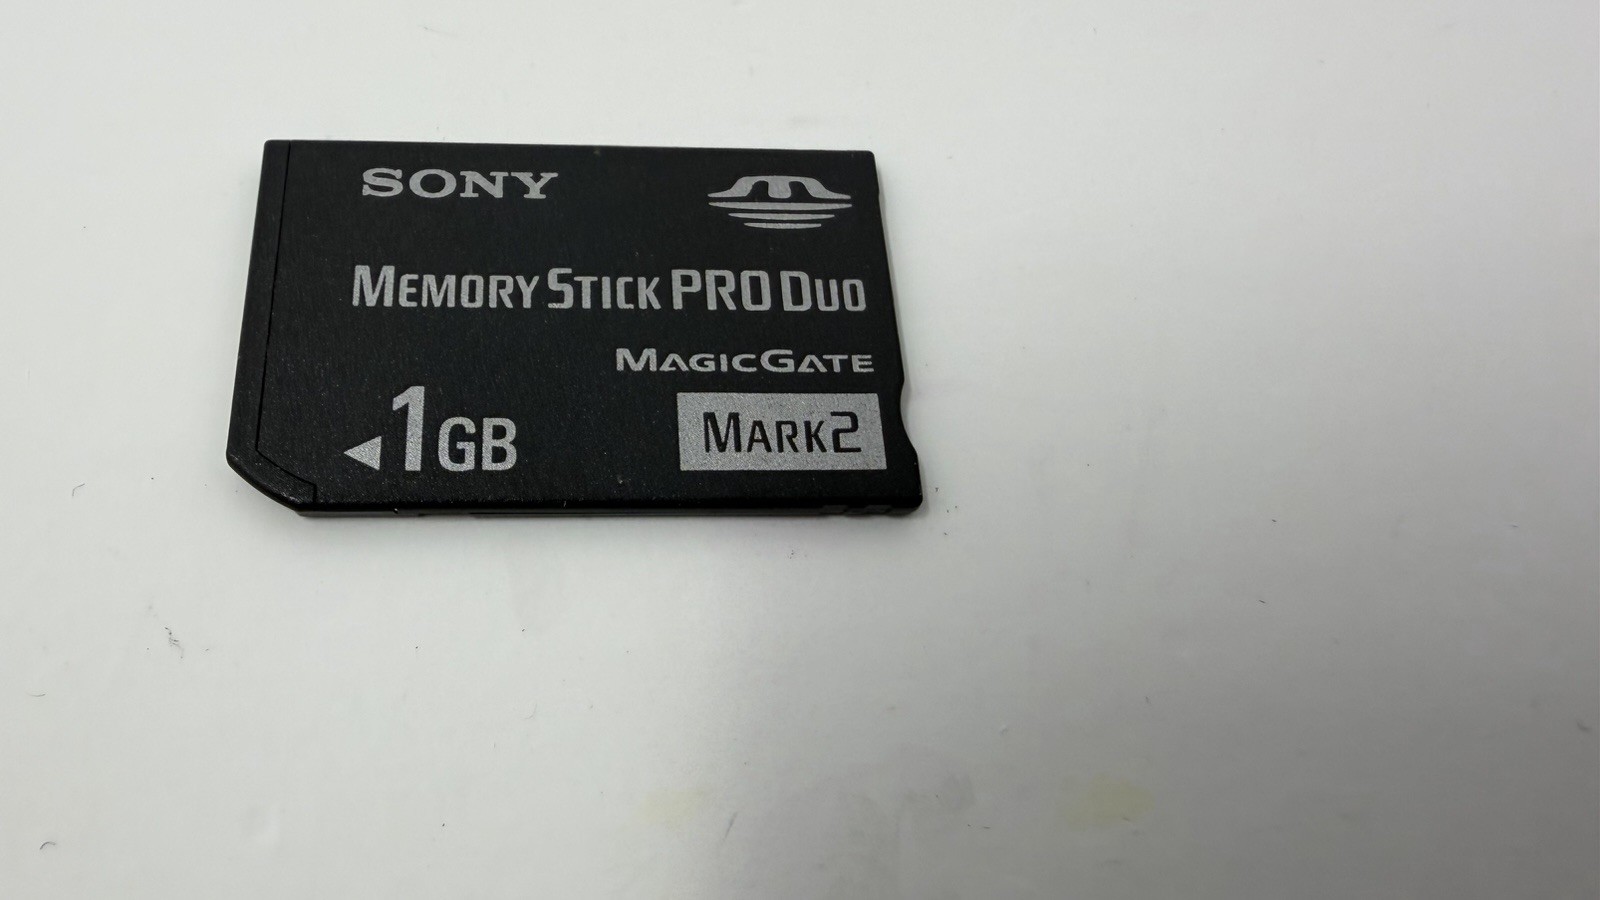 SONY
MEMORY STICK PRO DUO
MAGICGATE
1GB
MARK2